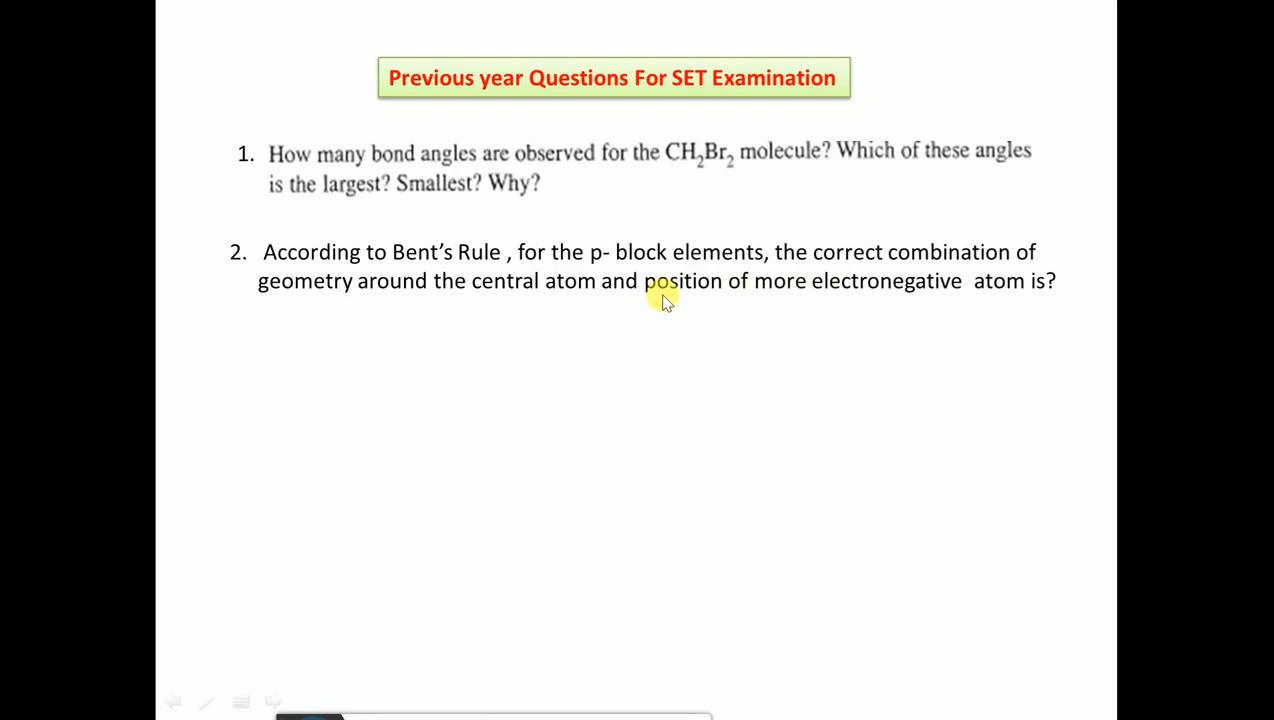 Previous year Questions For SET Examination
1. How many bond angles are observed for the CH₂Br₂ molecule? Which of these angles
is the largest? Smallest? Why?
2. According to Bent’s Rule , for the p- block elements, the correct combination of
geometry around the central atom and position of more electronegative atom is?